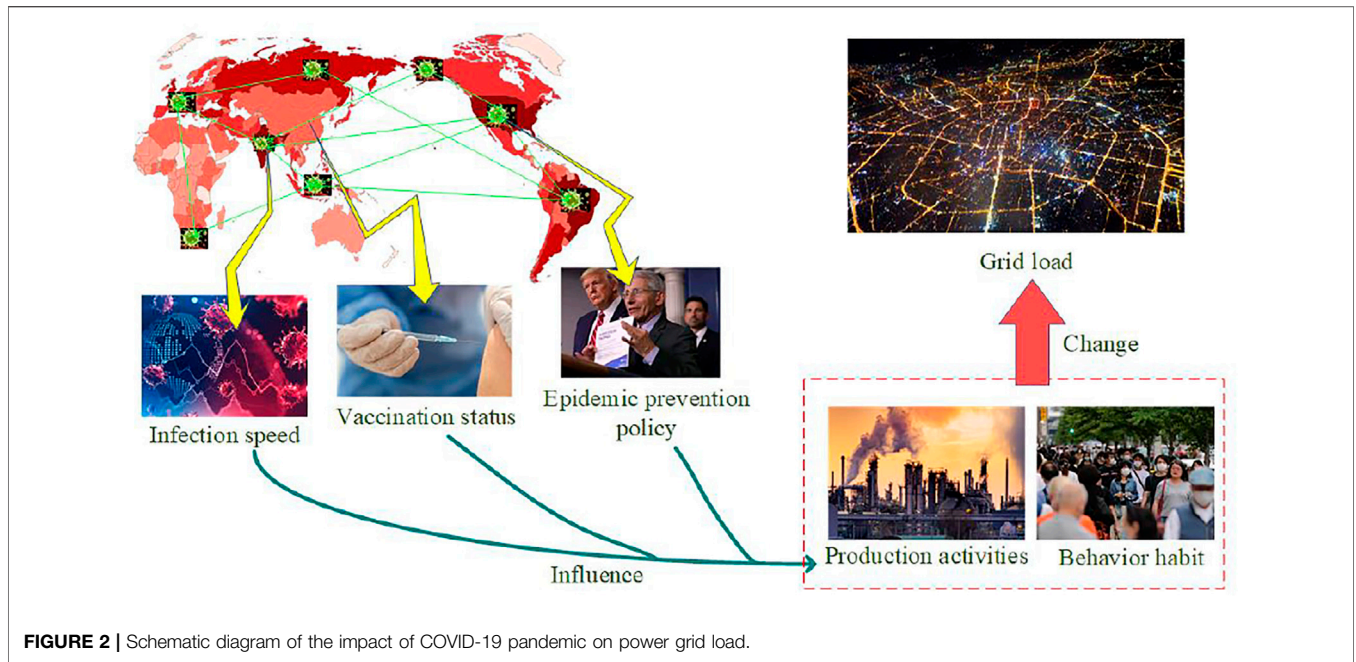 Grid load
Change
Infection speed
Vaccination status
Epidemic prevention
policy
Influence
Production activities
Behavior habit
FIGURE 2 | Schematic diagram of the impact of COVID-19 pandemic on power grid load.